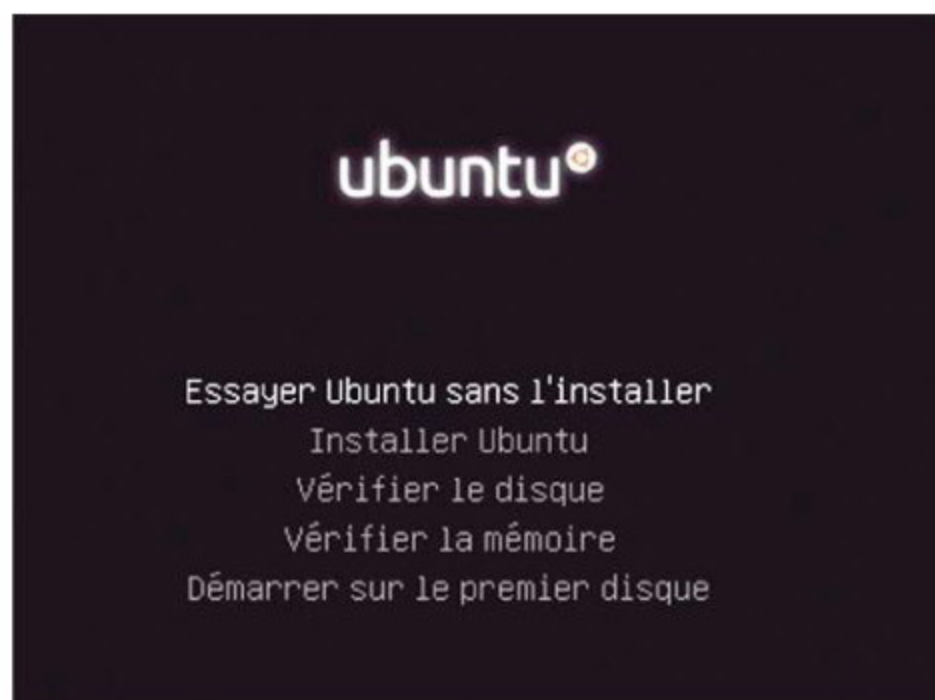 ubuntu
Essayer Ubuntu sans l'installer
Installer Ubuntu
Vérifier le disque
Vérifier la mémoire
Démarrer sur le premier disque